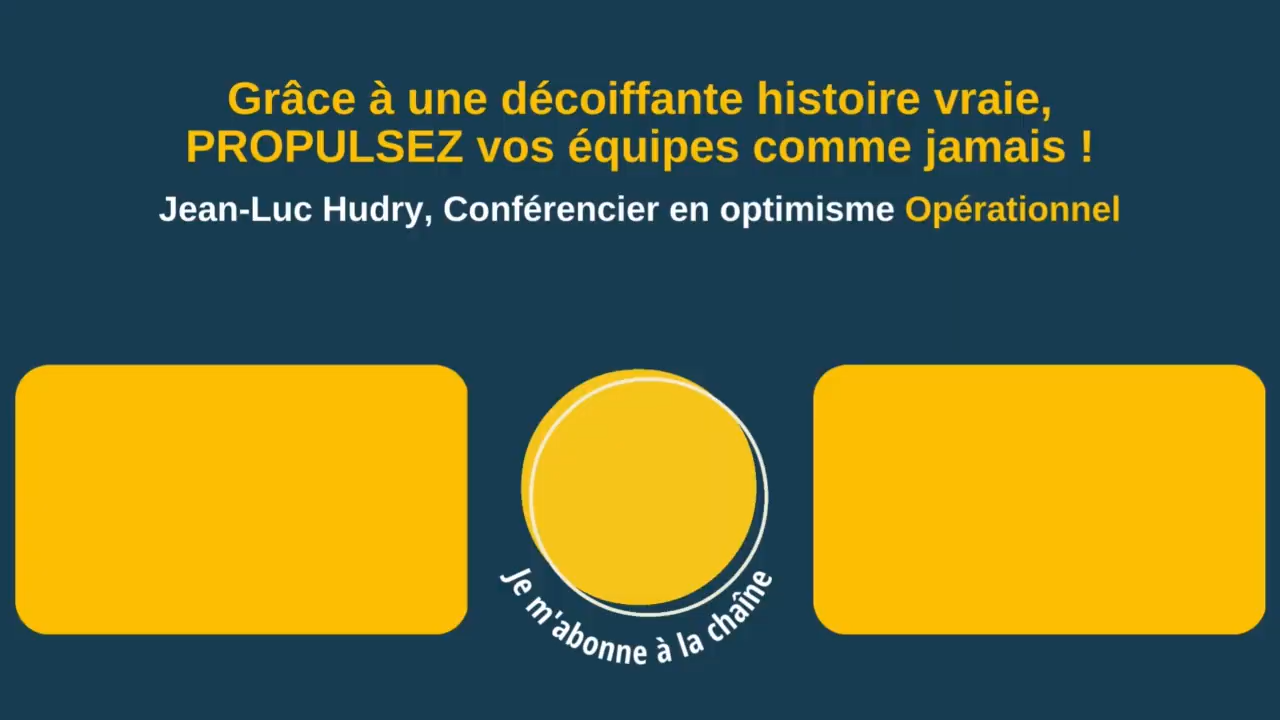 Grâce à une décoiffante histoire vraie,
PROPULSEZ vos équipes comme jamais !
Jean-Luc Hudry, Conférencier en optimisme Opérationnel
Je m'abonne à la chaîne